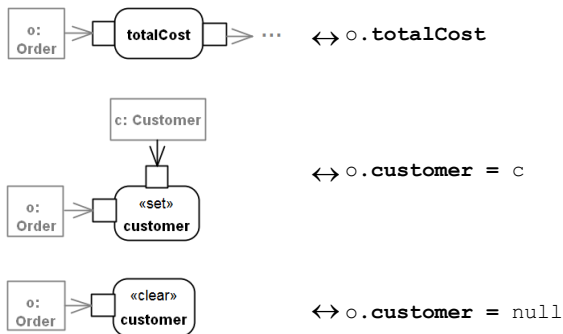 o:
Order
totalCost
...
↔ o.totalCost
c: Customer
o:
Order
«set»
customer
↔ o.customer = c
o:
Order
«clear»
customer
↔ o.customer = null